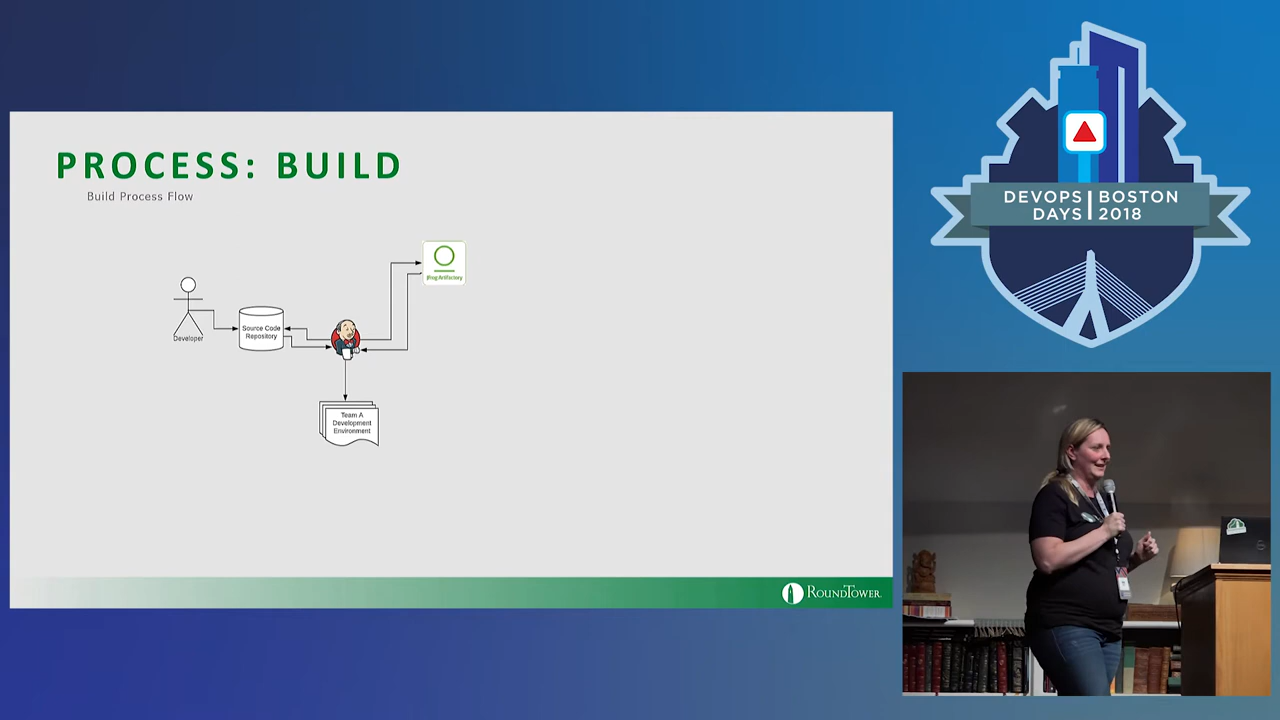 PROCESS: BUILD
Build Process Flow
Developer
Source Code
Repository
JFrog Artifactory
Team A
Development
Environment
ROUNDTOWER
DEVOPS
DAYS
BOSTON
2018